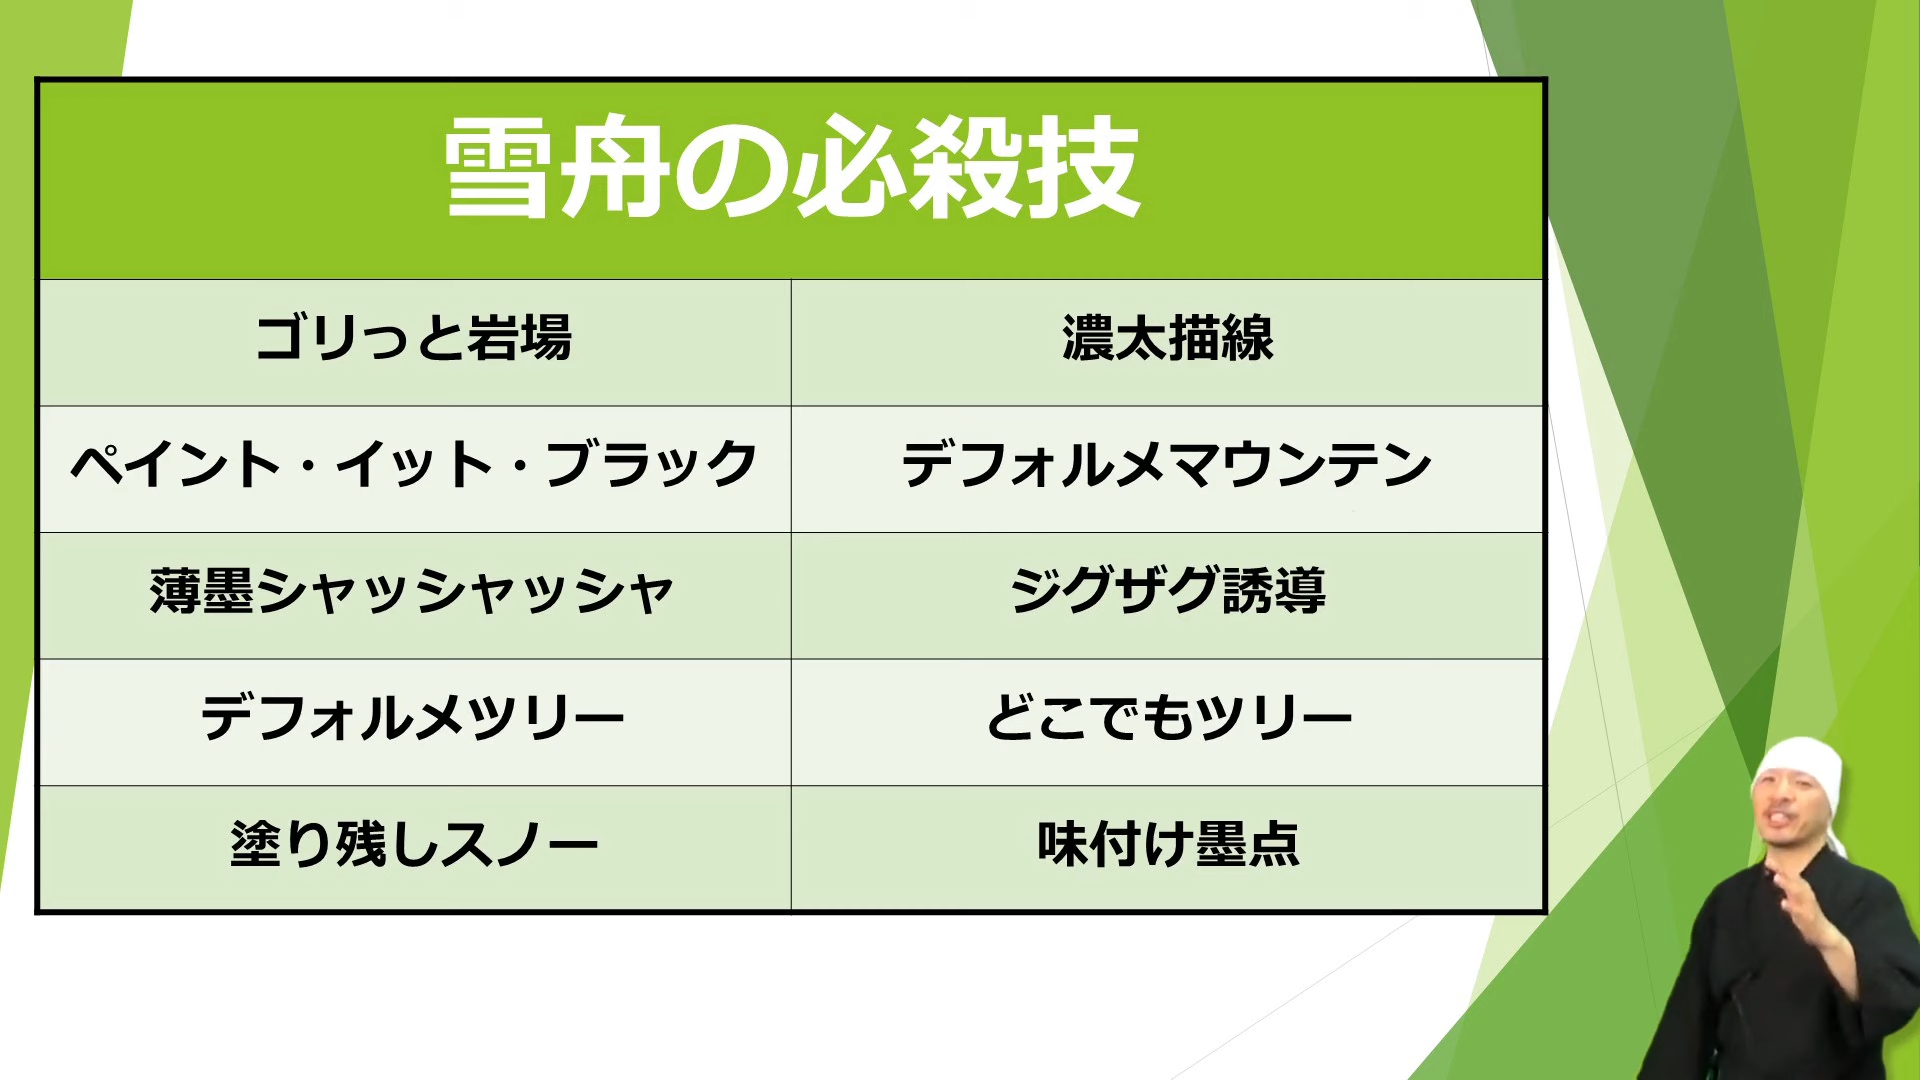 雪舟の必殺技
ゴリっと岩場
濃太描線
ペイント・イット・ブラック
デフォルメマウンテン
薄墨シャッシャッシャ
ジグザグ誘導
デフォルメツリー
どこでもツリー
塗り残しスノー
味付け墨点